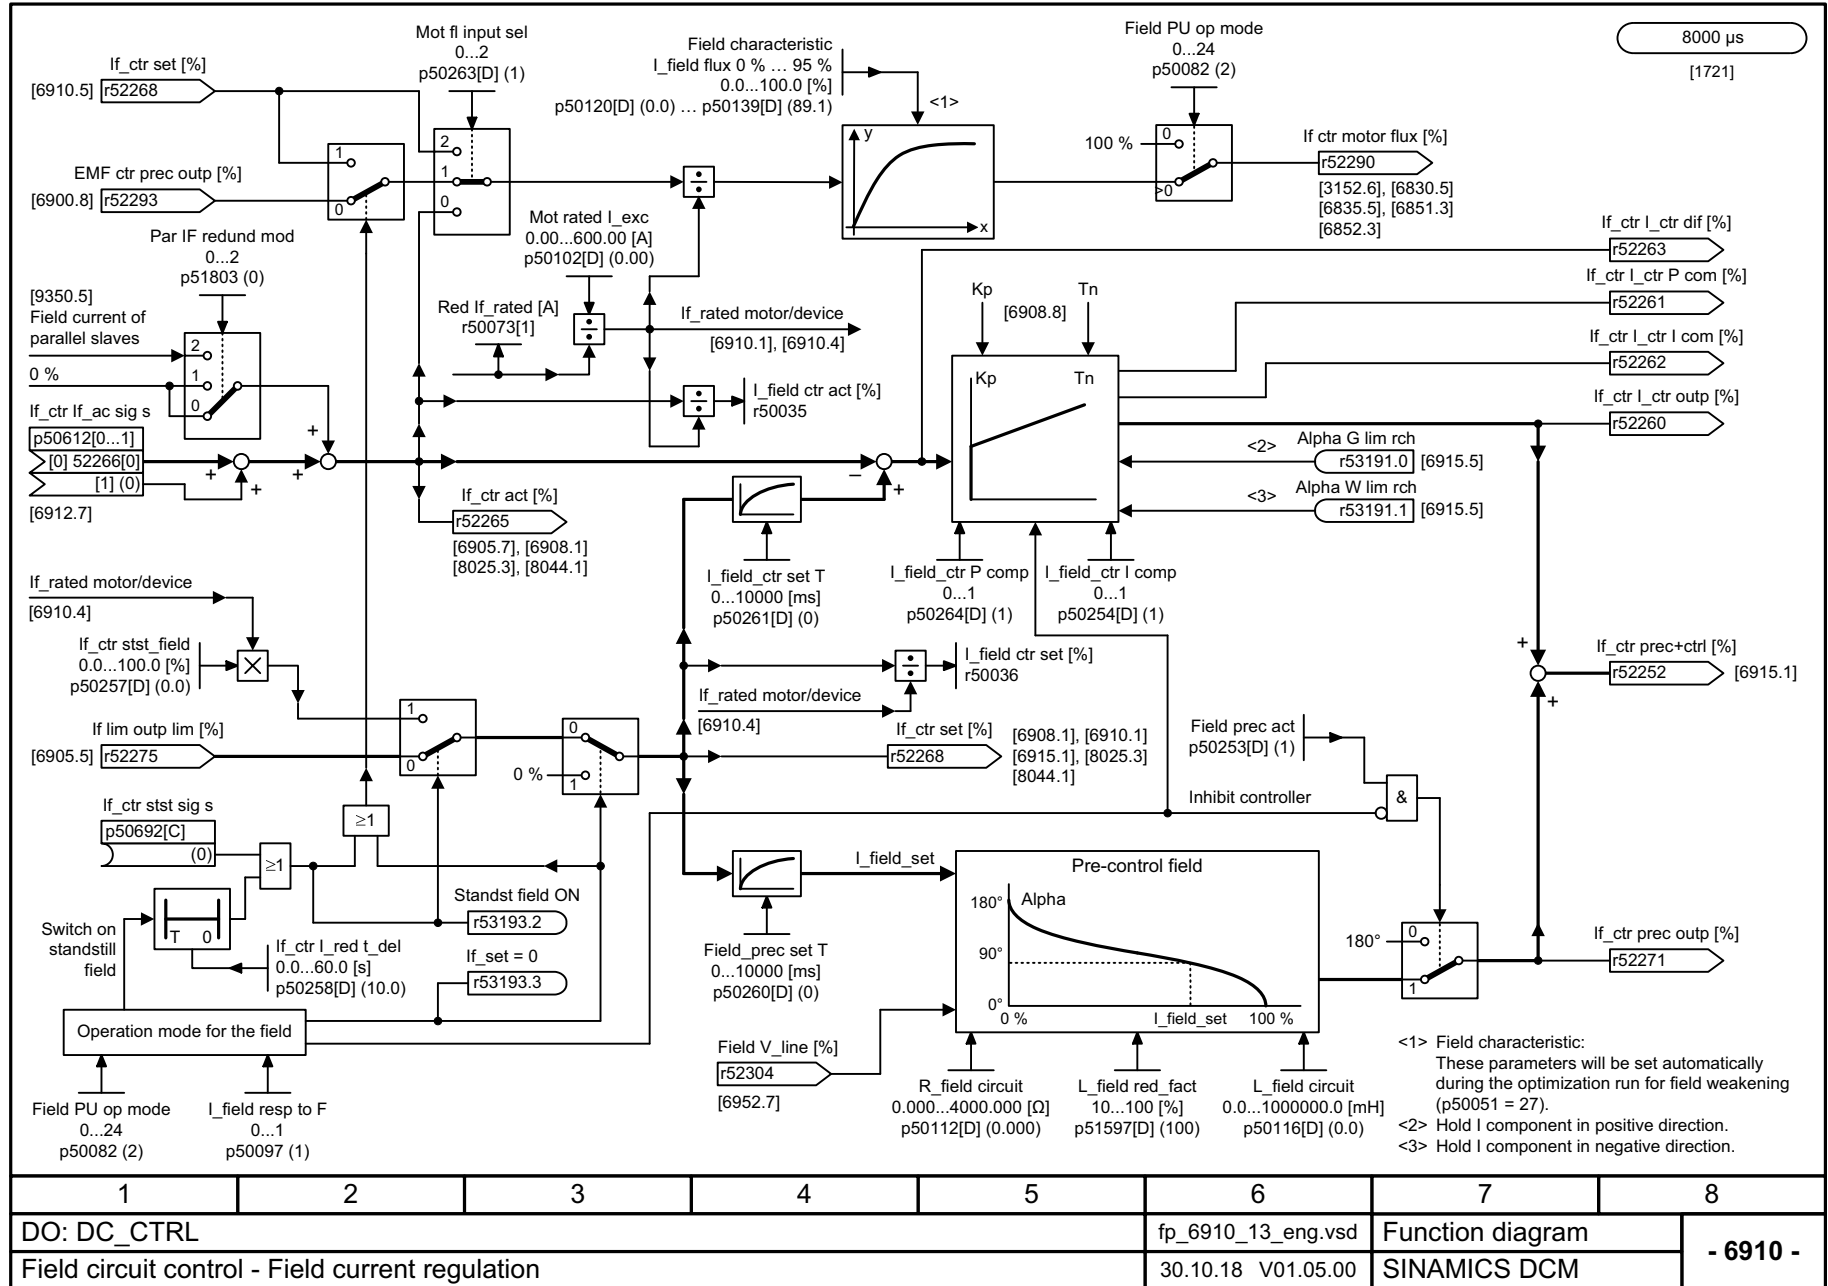 Mot fl input sel
0...2
p50263[D] (1)
Field characteristic
I_field flux 0 % … 95 %
0.0...100.0 [%]
p50120[D] (0.0) … p50139[D] (89.1)
<1>
Field PU op mode
0...24
p50082 (2)
8000 µs
[1721]
If_ctr set [%]
[6910.5] r52268
EMF ctr prec outp [%]
[6900.8] r52293
1
0
2
1
0
÷
y
x
100 %
0
>0
If ctr motor flux [%]
r52290
[3152.6], [6830.5]
[6835.5], [6851.3]
[6852.3]
Par IF redund mod
0...2
p51803 (0)
Mot rated I_exc
0.00...600.00 [A]
p50102[D] (0.00)
Red If_rated [A]
r50073[1]
÷
If_rated motor/device
[6910.1], [6910.4]
÷
I_field ctr act [%]
r50035
[9350.5]
Field current of
parallel slaves
0 %
2
1
0
If_ctr If_ac sig s
p50612[0...1]
[0] 52266[0]
[1] (0)
[6912.7]
+
+
+
+
If_ctr act [%]
r52265
[6905.7], [6908.1]
[8025.3], [8044.1]
–
+
Kp
Tn
[6908.8]
Kp
Tn
If_ctr I_ctr dif [%]
r52263
If_ctr I_ctr P com [%]
r52261
If_ctr I_ctr I com [%]
r52262
If_ctr I_ctr outp [%]
r52260
<2>
Alpha G lim rch
r53191.0 [6915.5]
<3>
Alpha W lim rch
r53191.1 [6915.5]
I_field_ctr set T
0...10000 [ms]
p50261[D] (0)
I_field_ctr P comp
0...1
p50264[D] (1)
I_field_ctr I comp
0...1
p50254[D] (1)
If_rated motor/device
[6910.4]
If_ctr stst_field
0.0...100.0 [%]
p50257[D] (0.0)
If lim outp lim [%]
[6905.5] r52275
1
0
0
0 %
1
÷
I_field ctr set [%]
r50036
If_rated motor/device
[6910.4]
If_ctr set [%]
r52268
[6908.1], [6910.1]
[6915.1], [8025.3]
[8044.1]
Field prec act
p50253[D] (1)
Inhibit controller
&
+
+
If_ctr prec+ctrl [%]
r52252 [6915.1]
If_ctr stst sig s
p50692[C]
(0)
≥1
≥1
Standst field ON
r53193.2
Switch on
standstill
field
T 0
If_ctr I_red t_del
0.0...60.0 [s]
p50258[D] (10.0)
If_set = 0
r53193.3
Operation mode for the field
Field PU op mode
0...24
p50082 (2)
I_field resp to F
0...1
p50097 (1)
I_field_set
Field_prec set T
0...10000 [ms]
p50260[D] (0)
Field V_line [%]
r52304
[6952.7]
Pre-control field
180°
Alpha
90°
0°
0 %
I_field_set
100 %
R_field circuit
0.000...4000.000 [Ω]
p50112[D] (0.000)
L_field red_fact
10...100 [%]
p51597[D] (100)
L_field circuit
0.0...1000000.0 [mH]
p50116[D] (0.0)
180°
0
1
If_ctr prec outp [%]
r52271
<1> Field characteristic:
These parameters will be set automatically
during the optimization run for field weakening
(p50051 = 27).
<2> Hold I component in positive direction.
<3> Hold I component in negative direction.
1 2 3 4 5 6 7 8
DO: DC_CTRL
fp_6910_13_eng.vsd
Function diagram
- 6910 -
Field circuit control - Field current regulation
30.10.18 V01.05.00
SINAMICS DCM